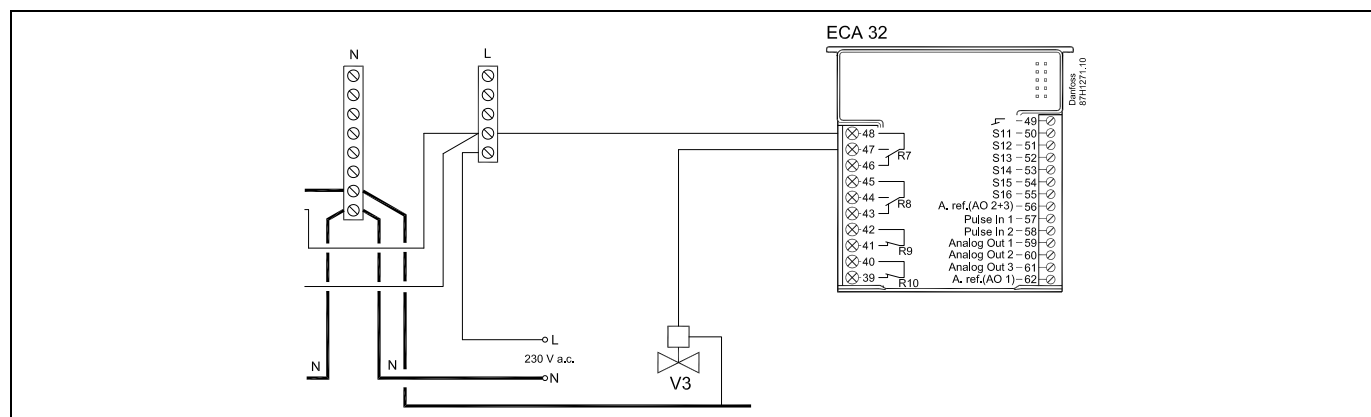 ECA 32
N
L
Danfoss
87H1271.10
48
47
R7
46
45
44
R8
43
42
41
R9
40
39
R10
49
S11 50
S12 51
S13 52
S14 53
S15 54
S16 55
A. ref.(AO 2+3) 56
Pulse In 1 57
Pulse In 2 58
Analog Out 1 59
Analog Out 2 60
Analog Out 3 61
A. ref.(AO 1) 62
L
230 V a.c.
N
N
N
V3